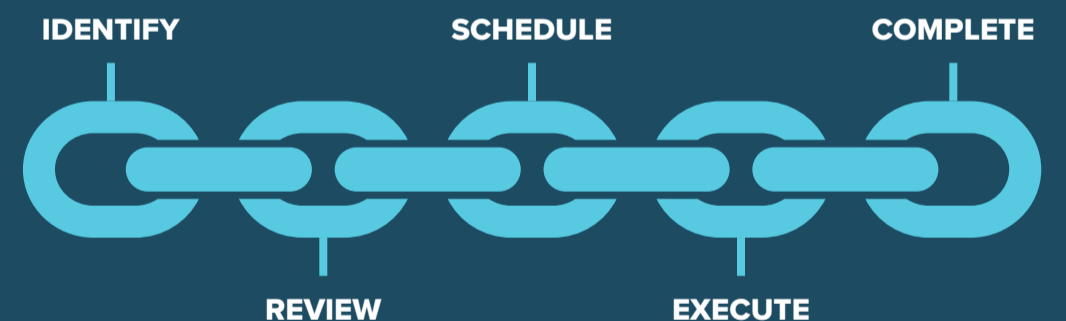 IDENTIFY
SCHEDULE
COMPLETE
REVIEW
EXECUTE